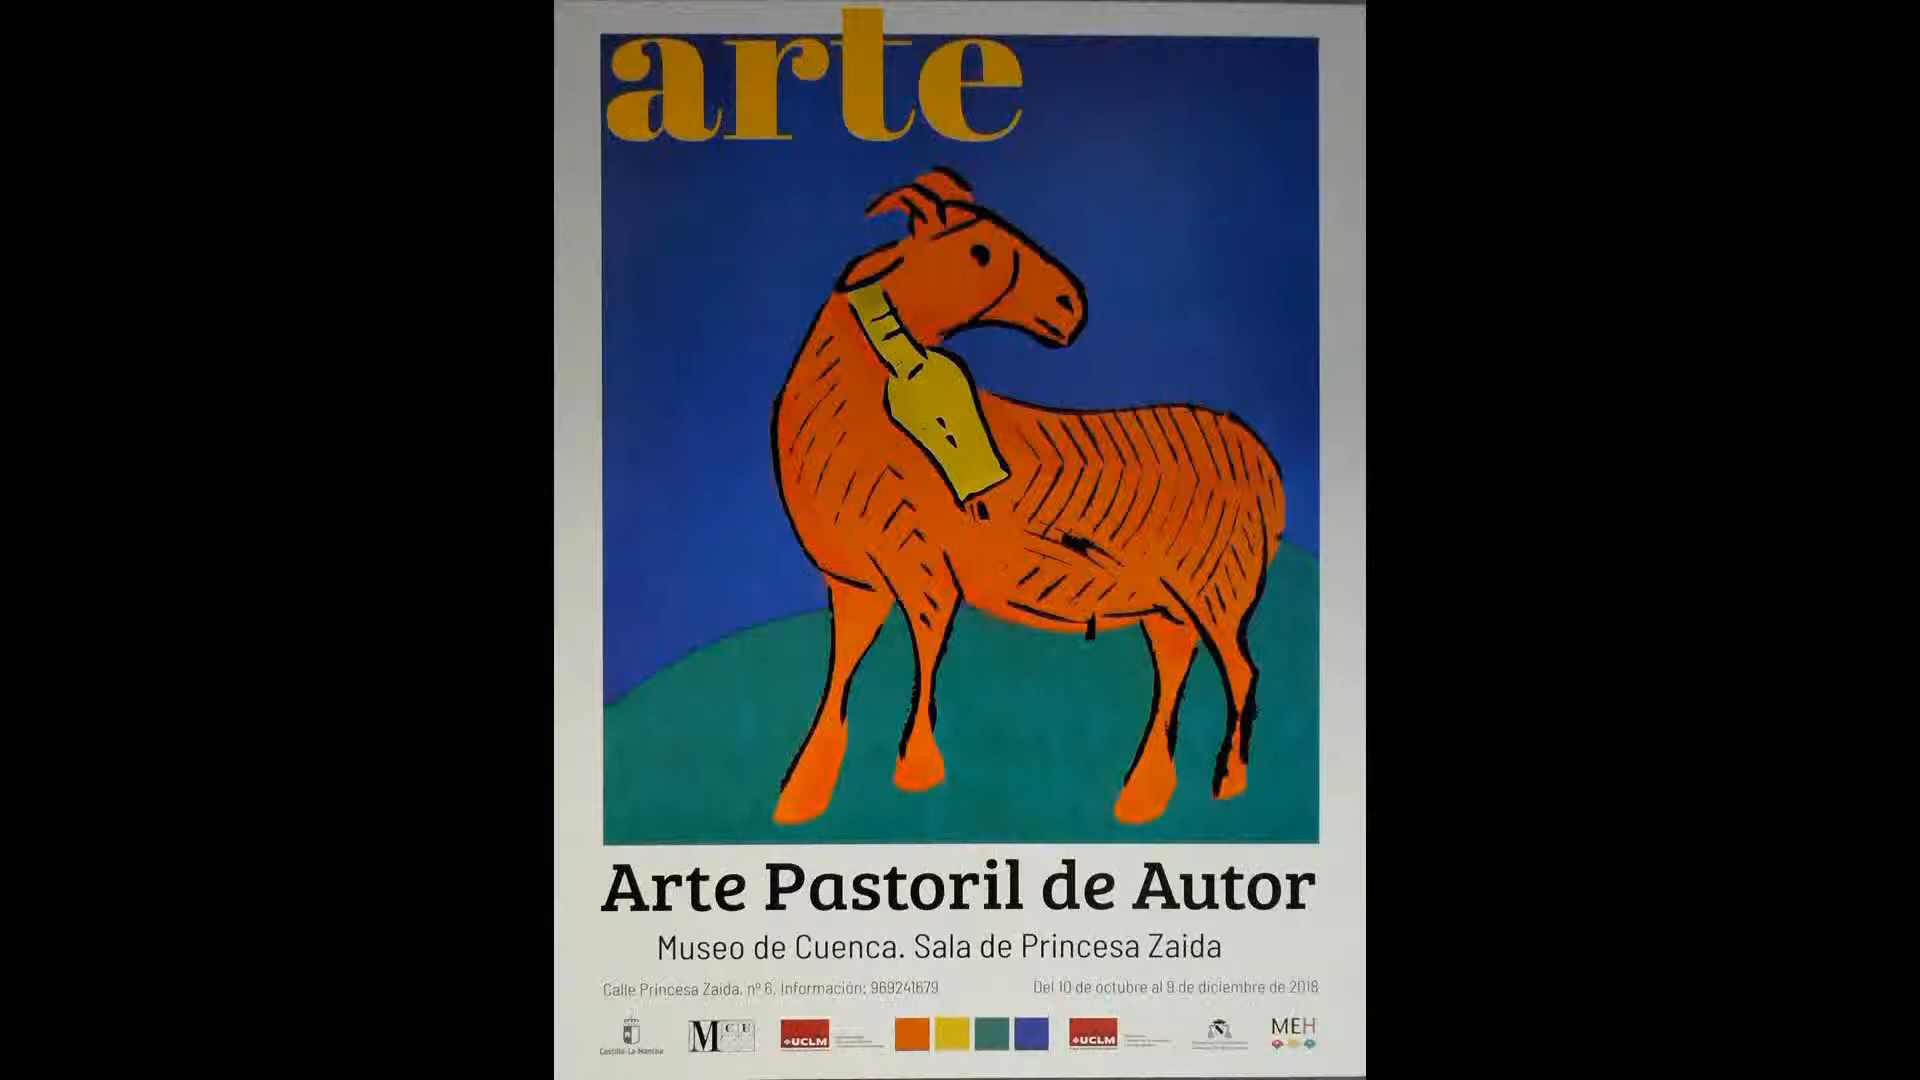 arte
Arte Pastoril de Autor
Museo de Cuenca. Sala de Princesa Zaida
Calle Princesa Zaida, nº 6. Información: 969241679
Del 10 de octubre al 9 de diciembre de 2018
Castilla-La Mancha
M CIU
UCLM
UCLM
MEH